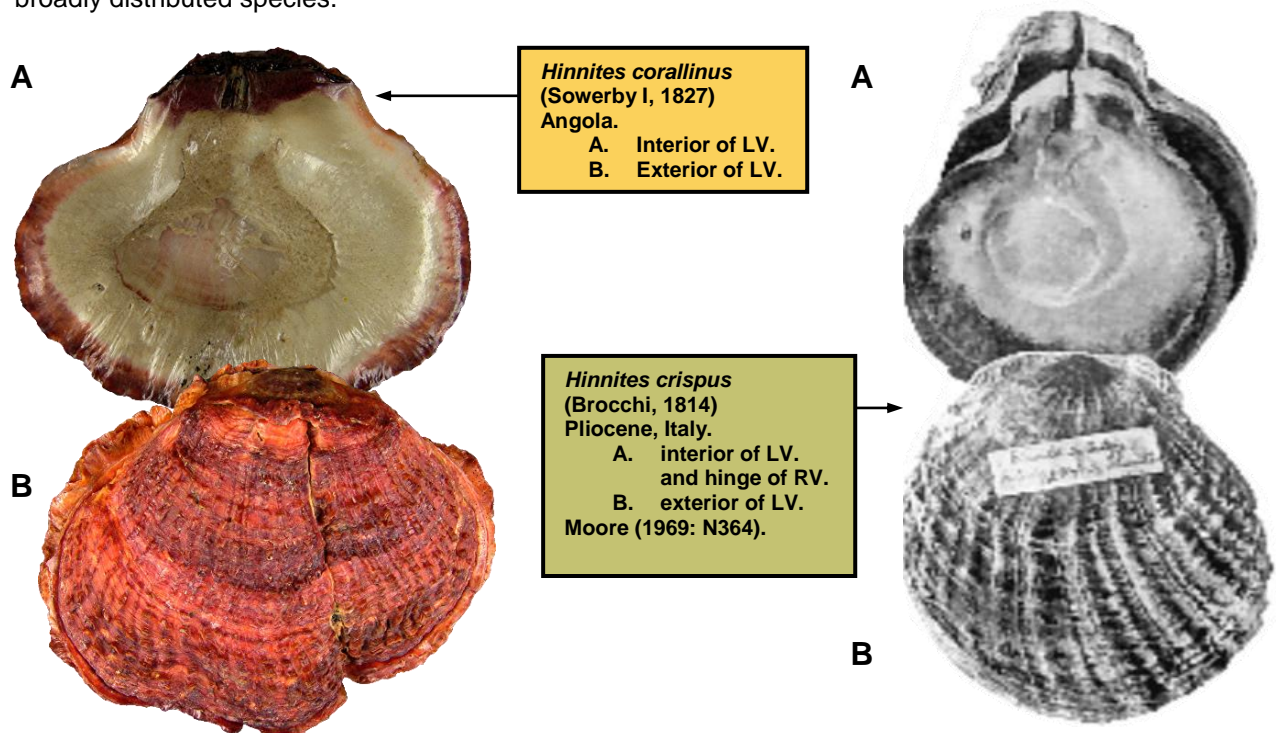 broadly distributed species.
A
Hinnites corallinus
(Sowerby I, 1827)
Angola.
A. Interior of LV.
B. Exterior of LV.
A
Hinnites crispus
(Brocchi, 1814)
Pliocene, Italy.
A. interior of LV.
and hinge of RV.
B. exterior of LV.
Moore (1969: N364).
B
B